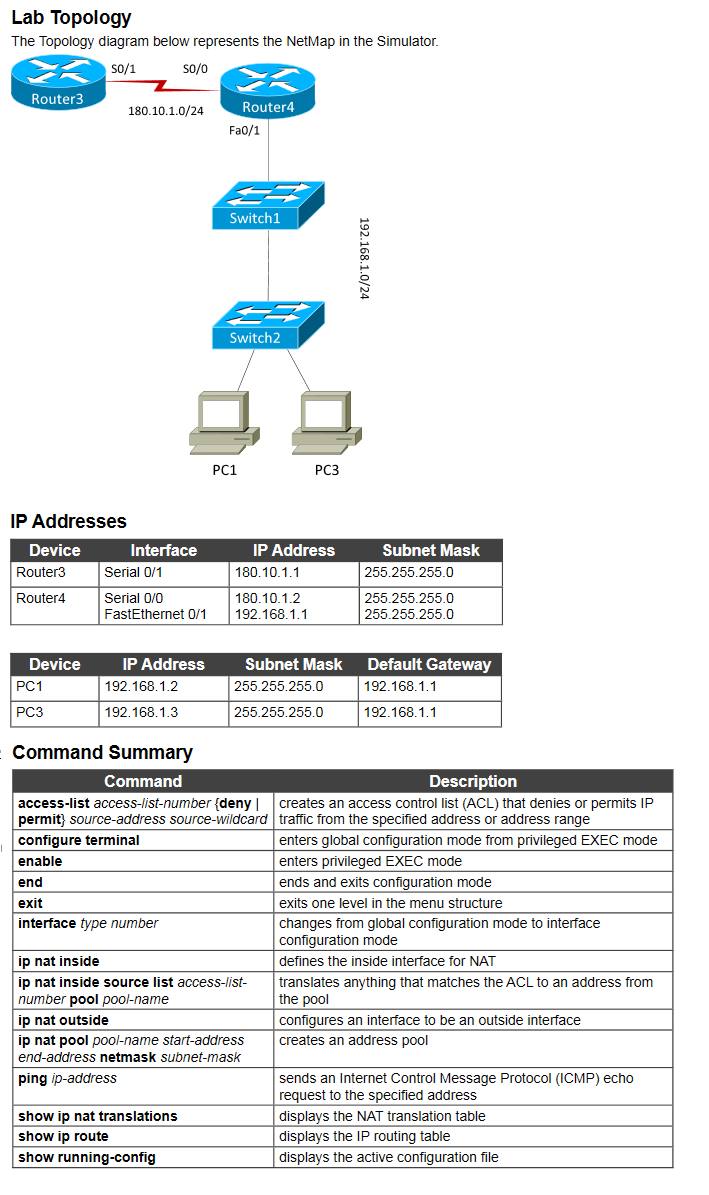 Lab Topology
The Topology diagram below represents the NetMap in the Simulator.
S0/1 S0/0
Router3
180.10.1.0/24
Router4
Fa0/1
Switch1
192.168.1.0/24
Switch2
PC1 PC3
IP Addresses
Device Interface IP Address Subnet Mask
Router3 Serial 0/1 180.10.1.1 255.255.255.0
Router4 Serial 0/0 180.10.1.2 255.255.255.0
FastEthernet 0/1 192.168.1.1 255.255.255.0
Device IP Address Subnet Mask Default Gateway
PC1 192.168.1.2 255.255.255.0 192.168.1.1
PC3 192.168.1.3 255.255.255.0 192.168.1.1
Command Summary
Command Description
access-list access-list-number {deny | creates an access control list (ACL) that denies or permits IP
permit} source-address source-wildcard traffic from the specified address or address range
configure terminal enters global configuration mode from privileged EXEC mode
enable enters privileged EXEC mode
end ends and exits configuration mode
exit exits one level in the menu structure
interface type number changes from global configuration mode to interface
configuration mode
ip nat inside defines the inside interface for NAT
ip nat inside source list access-list- translates anything that matches the ACL to an address from
number pool pool-name the pool
ip nat outside configures an interface to be an outside interface
ip nat pool pool-name start-address creates an address pool
end-address netmask subnet-mask
ping ip-address sends an Internet Control Message Protocol (ICMP) echo
request to the specified address
show ip nat translations displays the NAT translation table
show ip route displays the IP routing table
show running-config displays the active configuration file